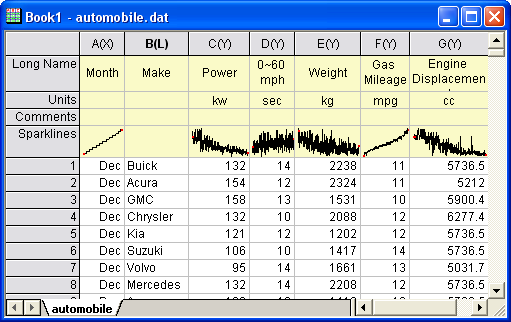 Book1 - automobile.dat
A(X) B(L) C(Y) D(Y) E(Y) F(Y) G(Y)
Long Name Month Make Power 0~60 mph Weight Gas Mileage Engine Displacemen
Units kw sec kg mpg cc
Comments
Sparklines
1 Dec Buick 132 14 2238 11 5736.5
2 Dec Acura 154 12 2324 11 5212
3 Dec GMC 158 13 1531 10 5900.4
4 Dec Chrysler 132 10 2088 12 6277.4
5 Dec Kia 121 12 1202 12 5736.5
6 Dec Suzuki 106 10 1417 14 5736.5
7 Dec Volvo 95 14 1661 13 5031.7
8 Dec Mercedes 132 14 2208 12 5736.5
automobile